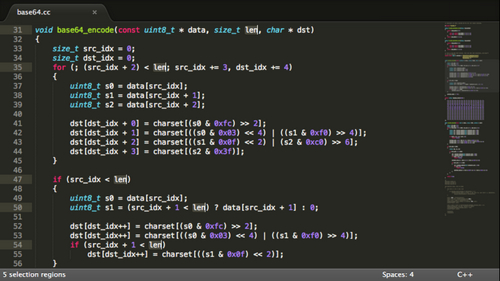 base64.cc ×
31 void base64_encode(const uint8_t * data, size_t len, char * dst)
32 {
33     size_t src_idx = 0;
34     size_t dst_idx = 0;
35     for (; (src_idx + 2) < len; src_idx += 3, dst_idx += 4)
36     {
37         uint8_t s0 = data[src_idx];
38         uint8_t s1 = data[src_idx + 1];
39         uint8_t s2 = data[src_idx + 2];
40
41         dst[dst_idx + 0] = charset[(s0 & 0xfc) >> 2];
42         dst[dst_idx + 1] = charset[((s0 & 0x03) << 4) | ((s1 & 0xf0) >> 4)];
43         dst[dst_idx + 2] = charset[((s1 & 0x0f) << 2) | (s2 & 0xc0) >> 6];
44         dst[dst_idx + 3] = charset[(s2 & 0x3f)];
45     }
46
47     if (src_idx < len)
48     {
49         uint8_t s0 = data[src_idx];
50         uint8_t s1 = (src_idx + 1 < len) ? data[src_idx + 1] : 0;
51
52         dst[dst_idx++] = charset[(s0 & 0xfc) >> 2];
53         dst[dst_idx++] = charset[((s0 & 0x03) << 4) | ((s1 & 0xf0) >> 4)];
54         if (src_idx + 1 < len)
55             dst[dst_idx++] = charset[((s1 & 0x0f) << 2)];
56     }
5 selection regions Spaces: 4 C++